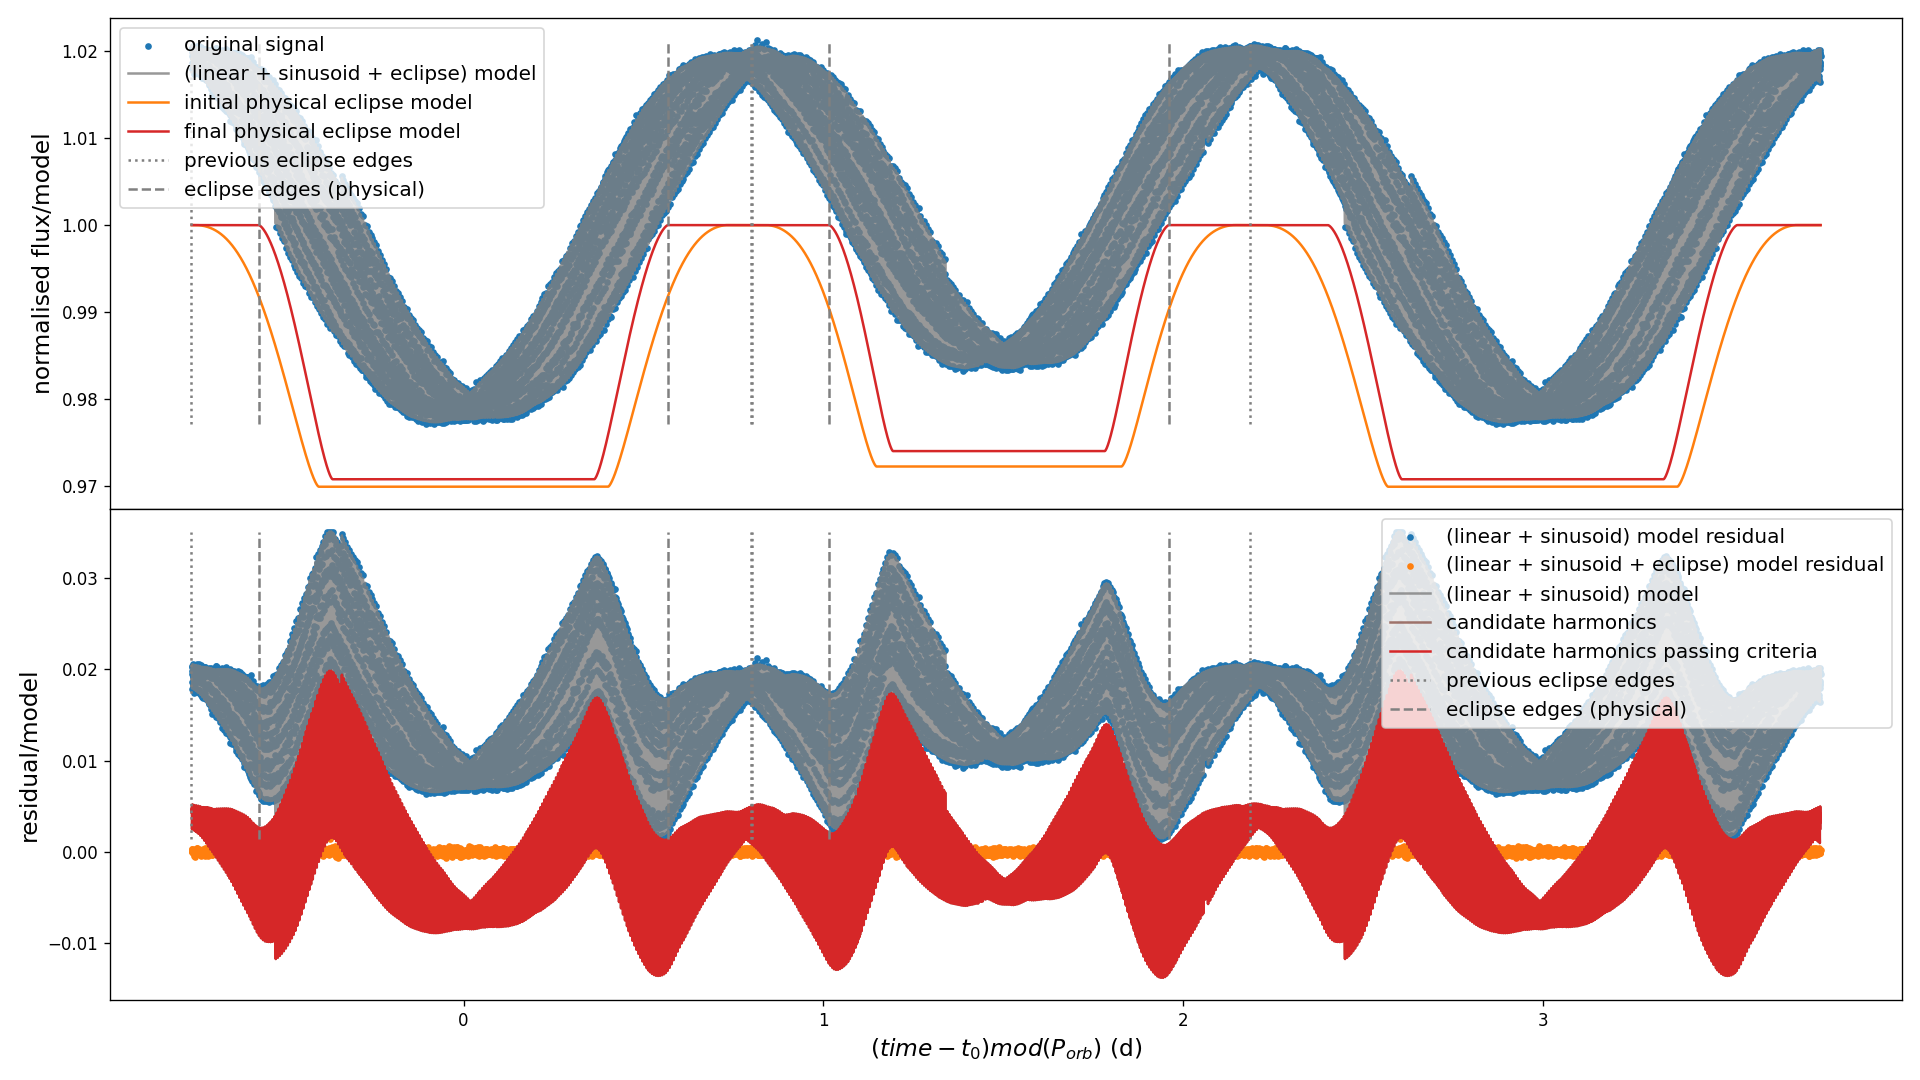 original signal
(linear + sinusoid + eclipse) model
initial physical eclipse model
final physical eclipse model
previous eclipse edges
eclipse edges (physical)
normalised flux/model
1.02
1.01
1.00
0.99
0.98
0.97
(linear + sinusoid) model residual
(linear + sinusoid + eclipse) model residual
(linear + sinusoid) model
candidate harmonics
candidate harmonics passing criteria
previous eclipse edges
eclipse edges (physical)
residual/model
0.03
0.02
0.01
0.00
−0.01
0 1 2 3
(time − t₀)mod(Pₒᵣb) (d)